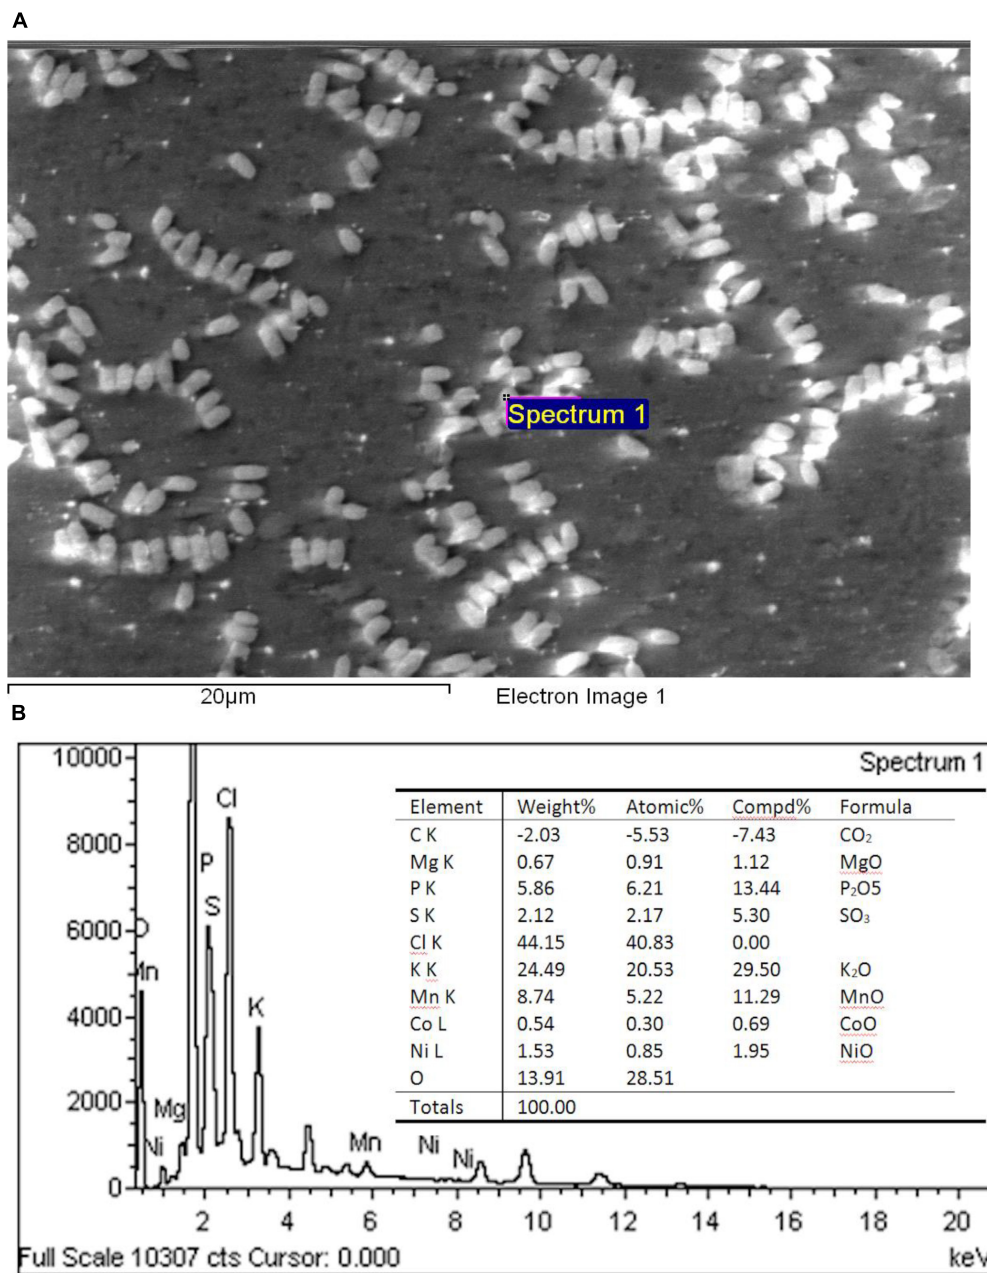 A
Spectrum 1
20µm Electron Image 1
B
Spectrum 1
10000
8000
6000
4000
2000
0
Cl
P
S
O
Mn
K
Mg
Ni
Mn
Ni
Ni
Element Weight% Atomic% Compd% Formula
C K -2.03 -5.53 -7.43 CO₂
Mg K 0.67 0.91 1.12 MgO
P K 5.86 6.21 13.44 P₂O5
S K 2.12 2.17 5.30 SO₃
Cl K 44.15 40.83 0.00
K K 24.49 20.53 29.50 K₂O
Mn K 8.74 5.22 11.29 MnO
Co L 0.54 0.30 0.69 CoO
Ni L 1.53 0.85 1.95 NiO
O 13.91 28.51
Totals 100.00
2 4 6 8 10 12 14 16 18 20
Full Scale 10307 cts Cursor: 0.000 keV